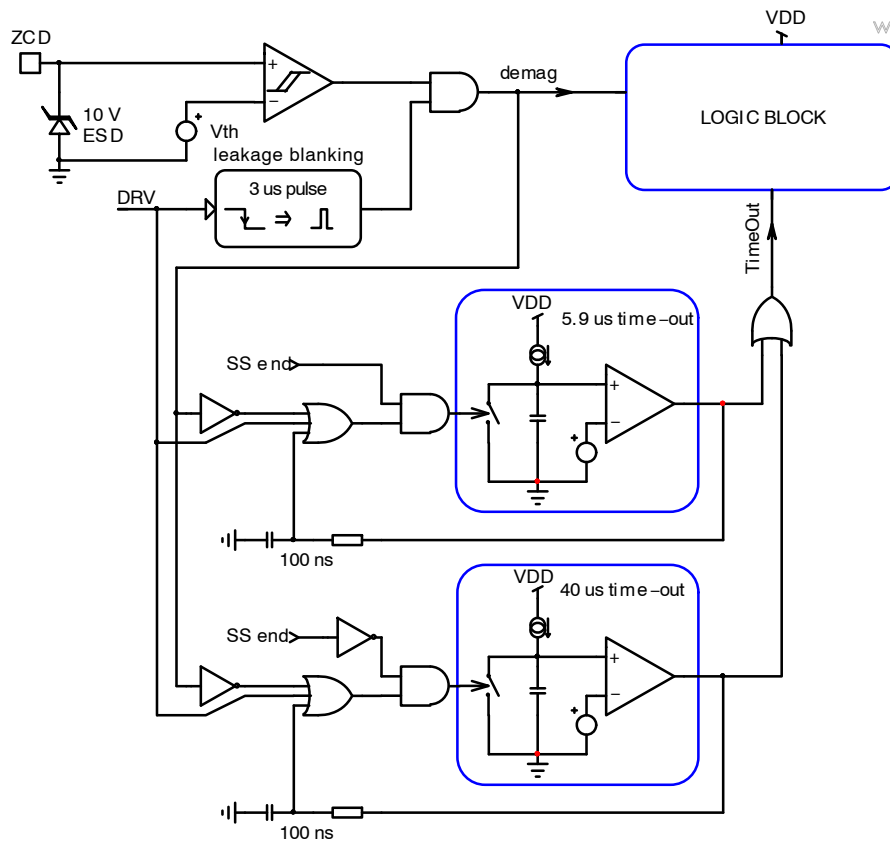 VDD
W
ZCD
+
demag
10 V
ESD
−
+
Vth
LOGIC BLOCK
leakage blanking
DRV
3 us pulse
⇒
TimeOut
VDD
5.9 us time−out
SS end
+
−
+
100 ns
VDD
40 us time−out
SS end
+
−
+
100 ns